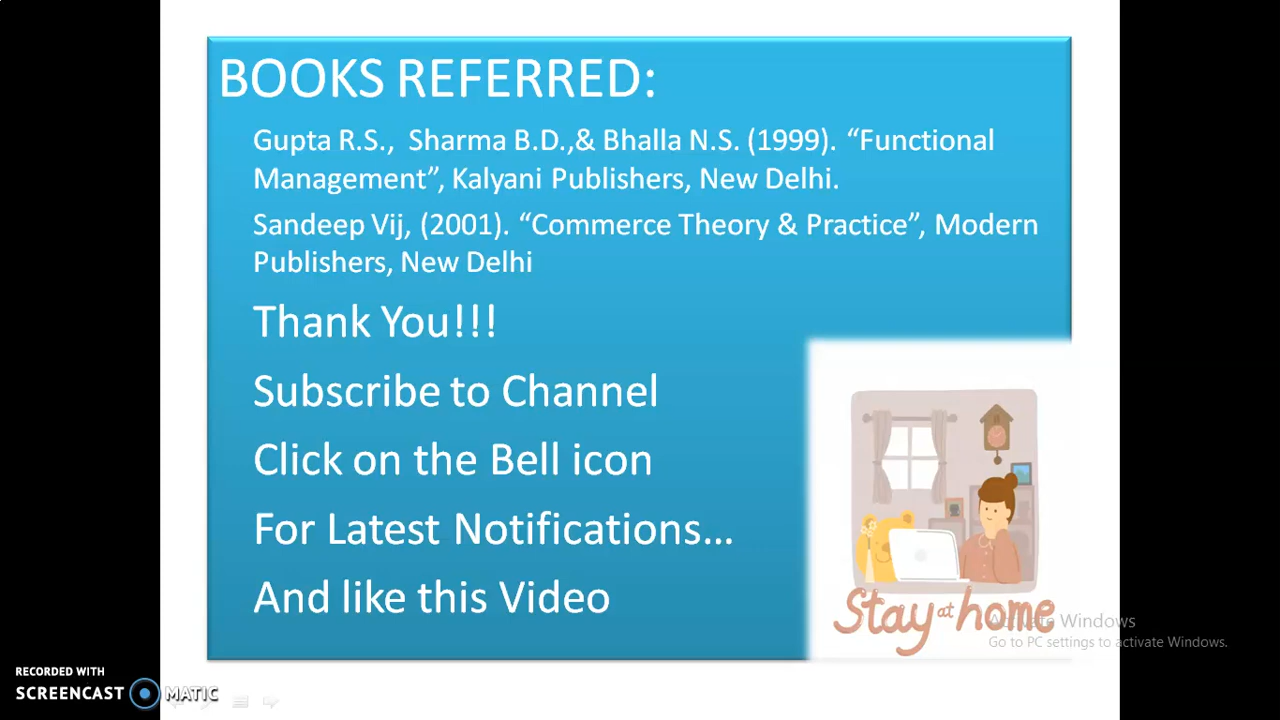 BOOKS REFERRED:
Gupta R.S., Sharma B.D.,& Bhalla N.S. (1999). “Functional
Management”, Kalyani Publishers, New Delhi.
Sandeep Vij, (2001). “Commerce Theory & Practice”, Modern
Publishers, New Delhi
Thank You!!!
Subscribe to Channel
Click on the Bell icon
For Latest Notifications...
And like this Video
Stay at home
Activate Windows
Go to PC settings to activate Windows.
RECORDED WITH
SCREENCAST MATIC